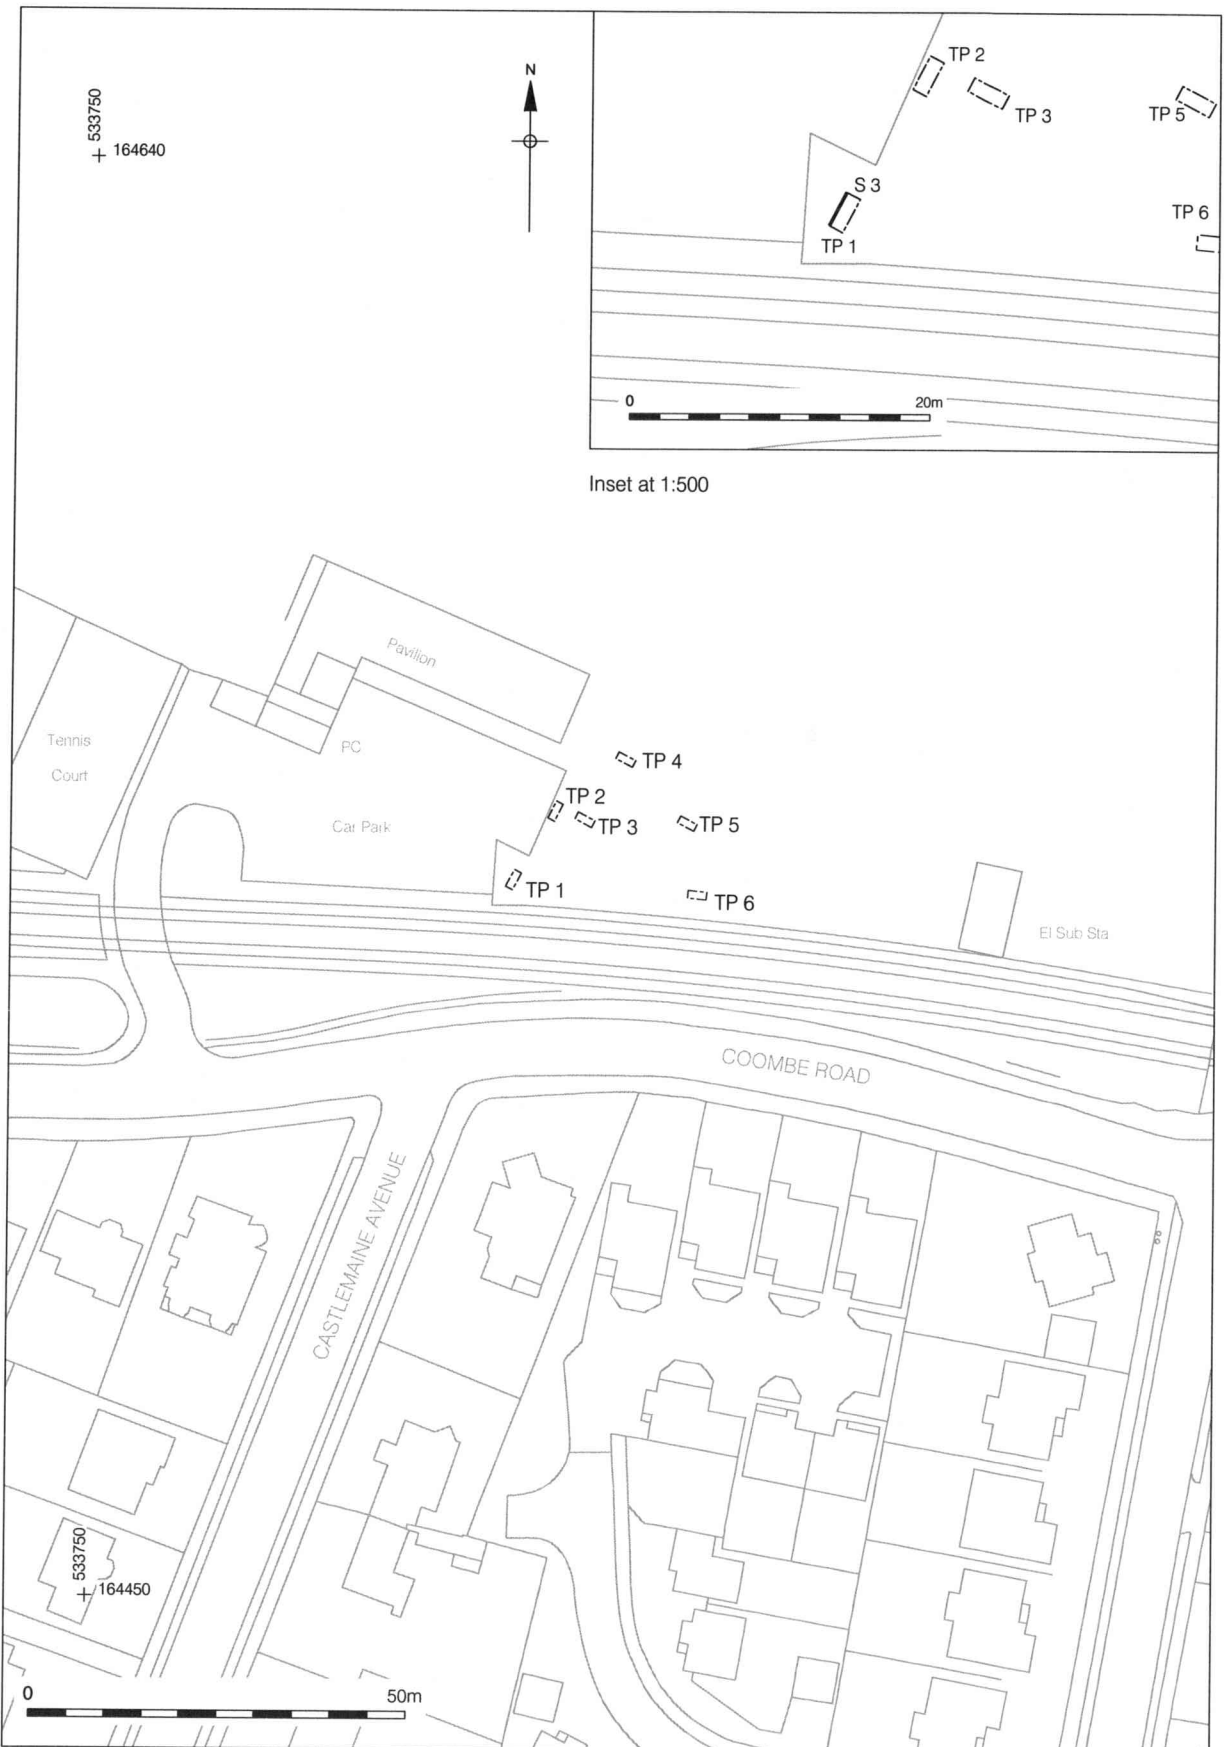 533750
164640
N
TP 2
TP 3
TP 5
S 3
TP 1
TP 6
0
20m
Inset at 1:500
Pavilion
Tennis
Court
PC
Car Park
TP 4
TP 2
TP 3
TP 5
TP 1
TP 6
El Sub Sta
COOMBE ROAD
CASTLEMAINE AVENUE
533750
164450
0
50m